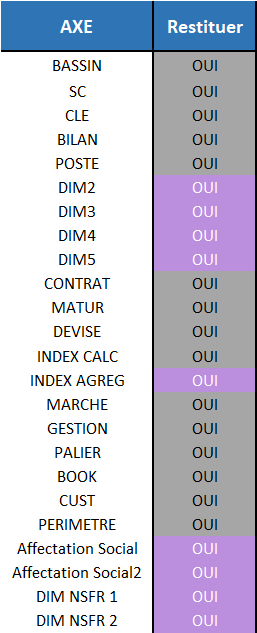 AXE Restituer
BASSIN OUI
SC OUI
CLE OUI
BILAN OUI
POSTE OUI
DIM2 OUI
DIM3 OUI
DIM4 OUI
DIM5 OUI
CONTRAT OUI
MATUR OUI
DEVISE OUI
INDEX CALC OUI
INDEX AGREG OUI
MARCHE OUI
GESTION OUI
PALIER OUI
BOOK OUI
CUST OUI
PERIMETRE OUI
Affectation Social OUI
Affectation Social2 OUI
DIM NSFR 1 OUI
DIM NSFR 2 OUI